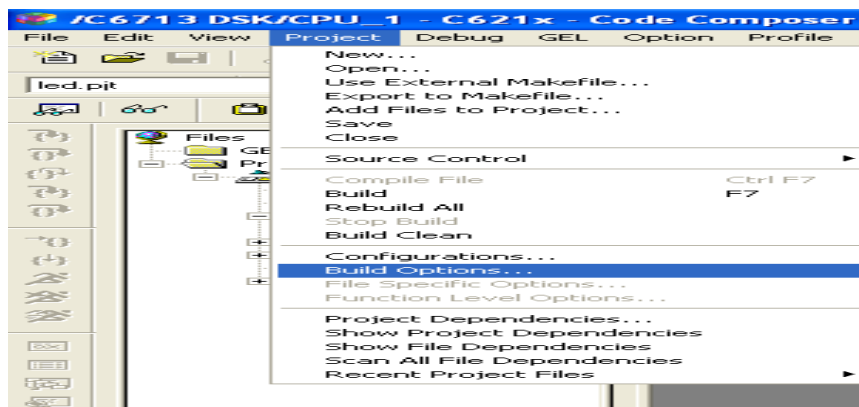 /C6713 DSK/CPU_1 - C621x - Code Composer
File Edit View Project Debug GEL Option Profile
led.pjt
Files
GE
Pr
New...
Open...
Use External Makefile...
Export to Makefile...
Add Files to Project...
Save
Close
Source Control
Compile File Ctrl F7
Build F7
Rebuild All
Stop Build
Build Clean
Configurations...
Build Options...
File Specific Options...
Function Level Options...
Project Dependencies...
Show Project Dependencies
Show File Dependencies
Scan All File Dependencies
Recent Project Files